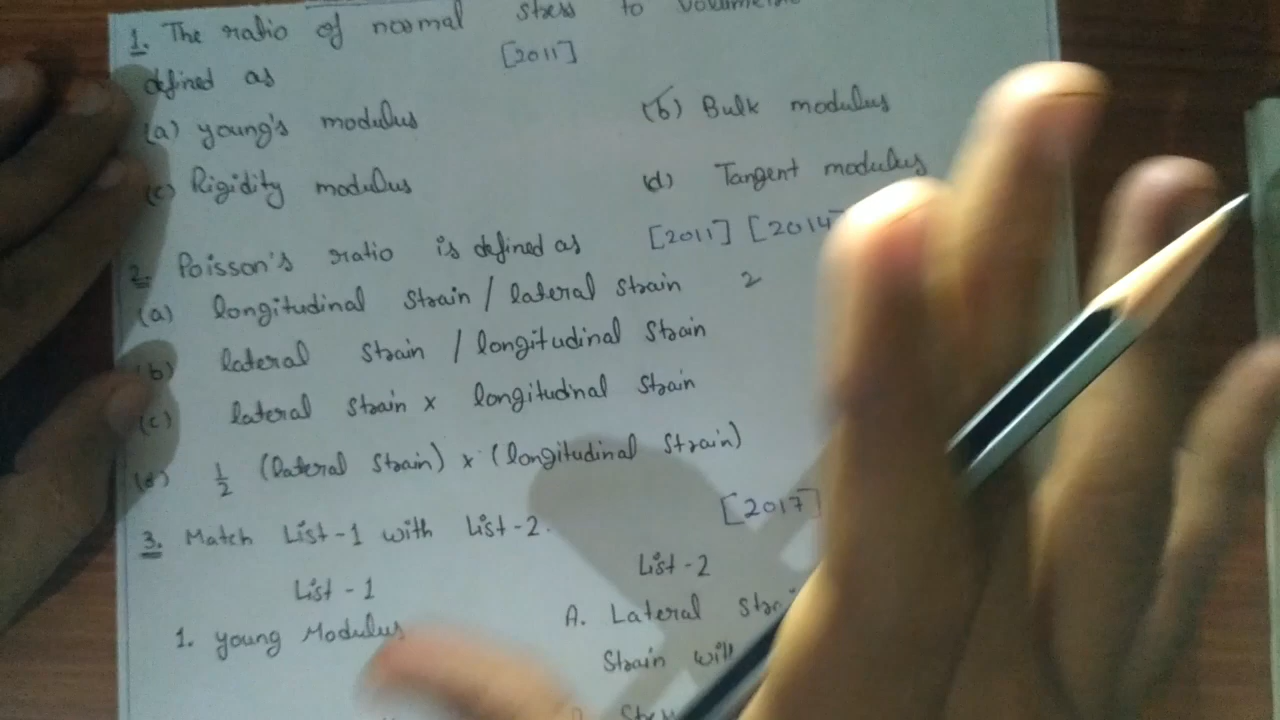 1. The ratio of normal stress to
defined as [2011]
(a) young's modulus (b) Bulk modulus
(c) Rigidity modulus (d) Tangent modulus
2. Poisson's ratio is defined as [2011] [2014
(a) longitudinal strain / lateral strain 2
(b) lateral strain / longitudinal strain
(c) lateral strain x longitudinal strain
(d) 1/2 (lateral strain) x (longitudinal strain)
3. Match List-1 with List-2. [2017]
List - 1 List - 2
1. young Modulus A. Lateral
Strain will